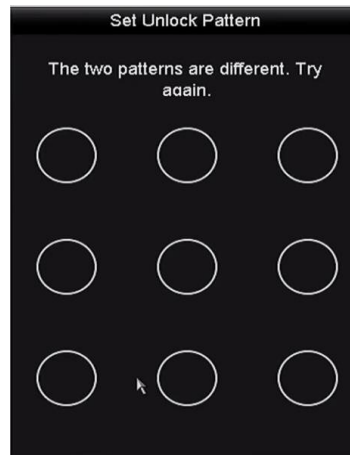 Set Unlock Pattern
The two patterns are different. Try
again.